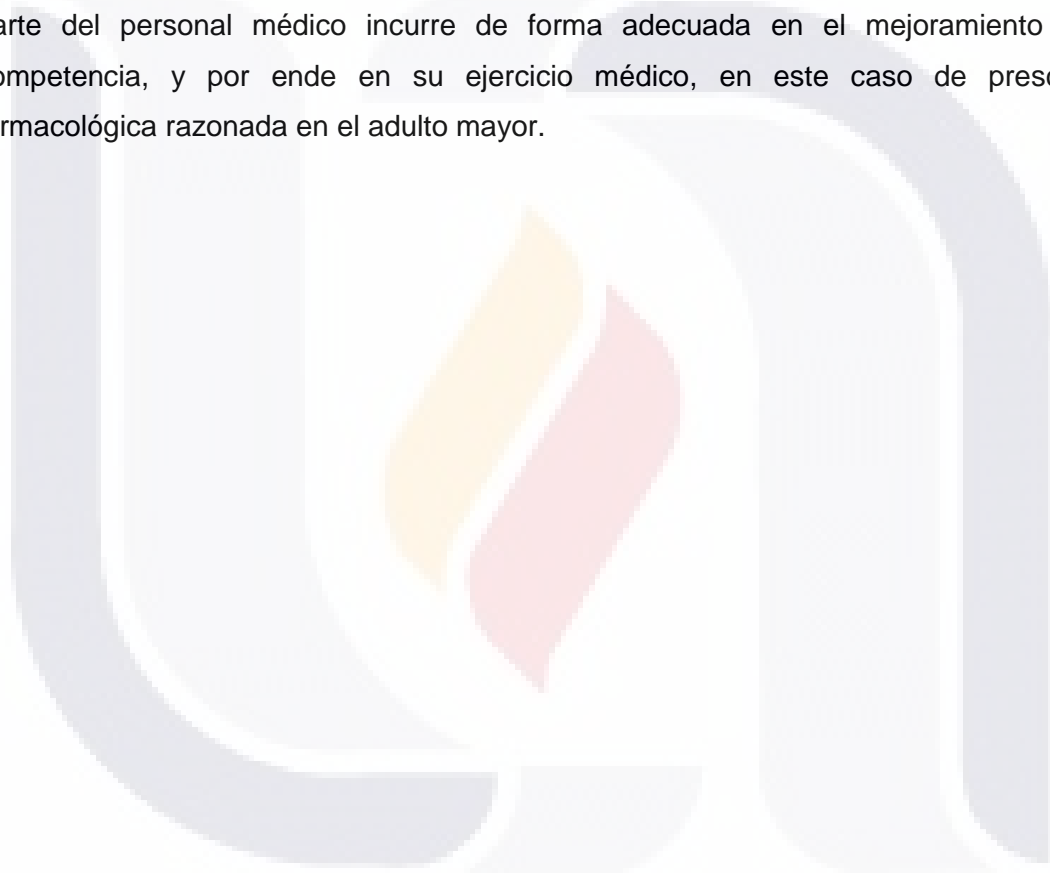 arte del personal médico incurre de forma adecuada en el mejoramiento
ompetencia, y por ende en su ejercicio médico, en este caso de presc
rmacológica razonada en el adulto mayor.